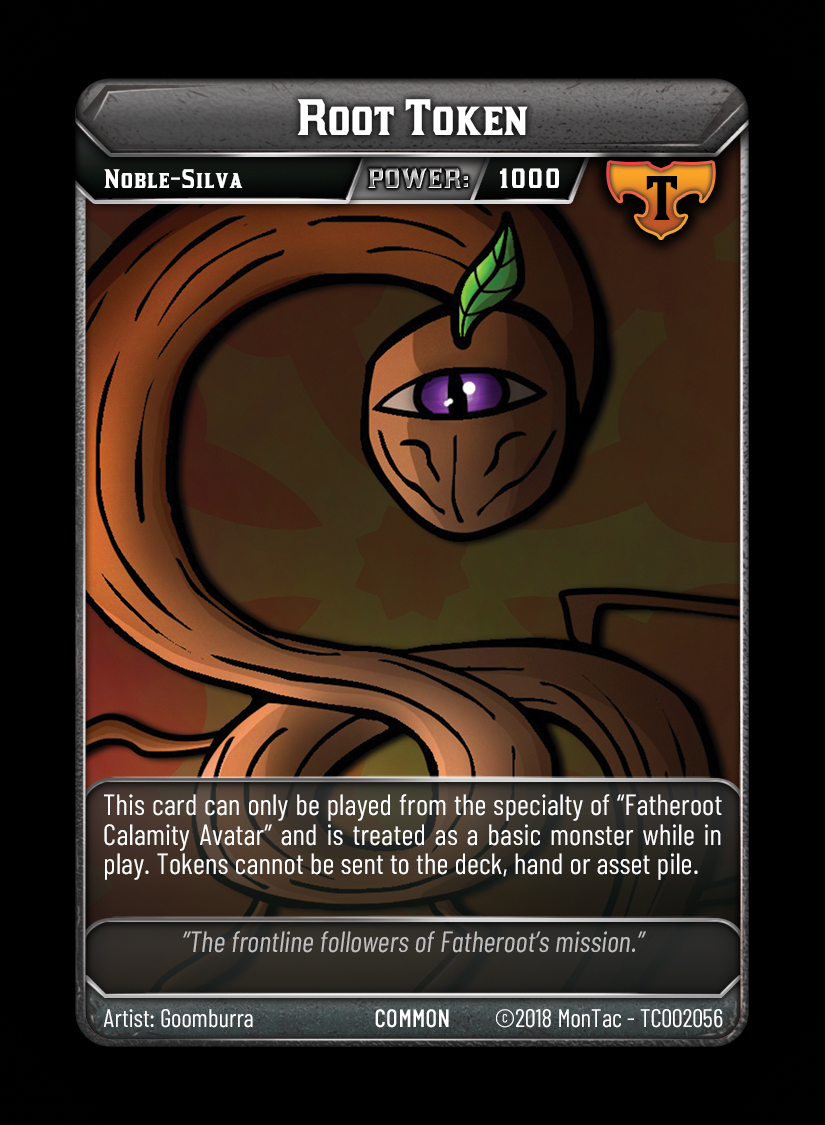 Root Token
Noble-Silva POWER: 1000
T
This card can only be played from the specialty of “Fatheroot
Calamity Avatar” and is treated as a basic monster while in
play. Tokens cannot be sent to the deck, hand or asset pile.
“The frontline followers of Fatheroot’s mission.”
Artist: Goomburra COMMON ©2018 MonTac - TC002056